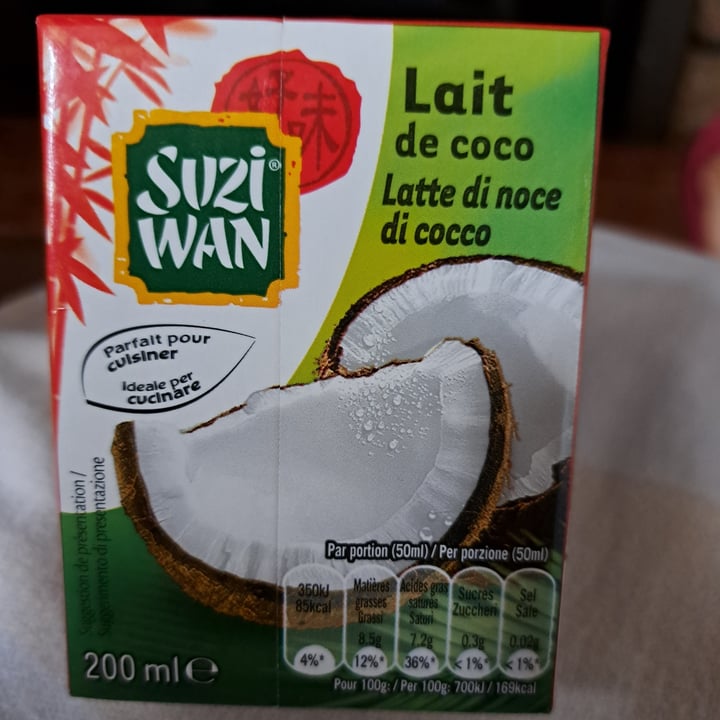 好味
SUZI®
WAN
Lait
de coco
Latte di noce
di cocco
Parfait pour
cuisiner
ideale per
cucinare
Suggestion de présentation /
Suggerimento di presentazione
Par portion (50ml) / Per porzione (50ml)
350kJ
85kcal
4%*
Matières
grasses
Grassi
8.5g
12%*
Acides gras
saturés
Saturi
7.2g
36%*
Sucres
Zuccheri
0.3g
< 1%*
Sel
Sale
0.02g
< 1%*
Pour 100g: / Per 100g: 700kJ / 169kcal
200 ml e